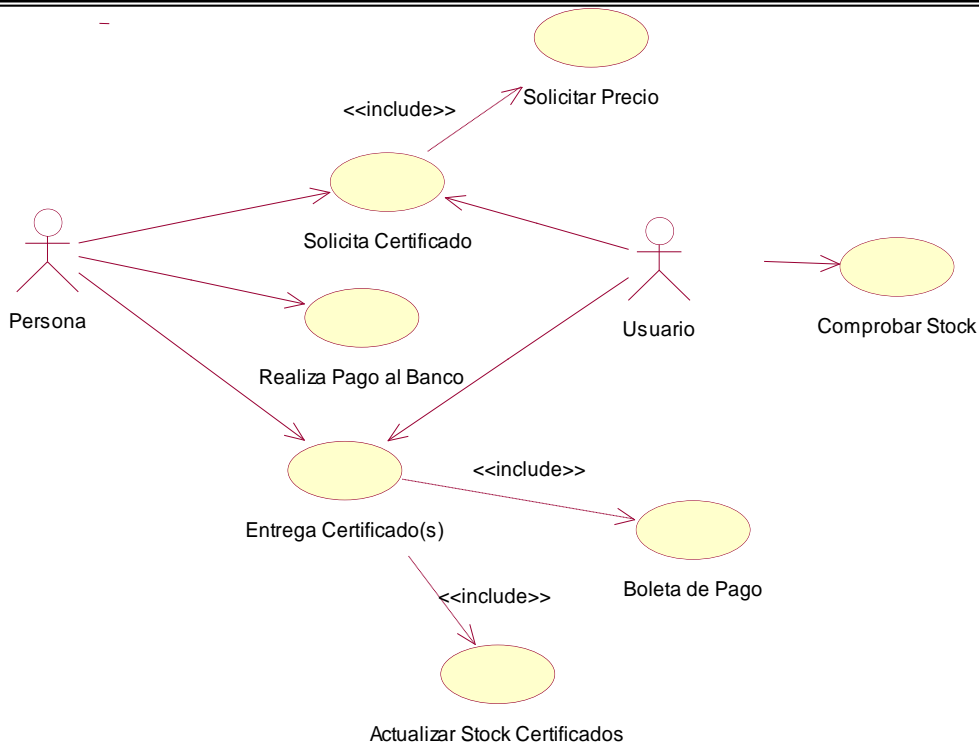 Solicitar Precio
<<include>>
Solicita Certificado
Persona
Usuario
Comprobar Stock
Realiza Pago al Banco
<<include>>
Entrega Certificado(s)
Boleta de Pago
<<include>>
Actualizar Stock Certificados